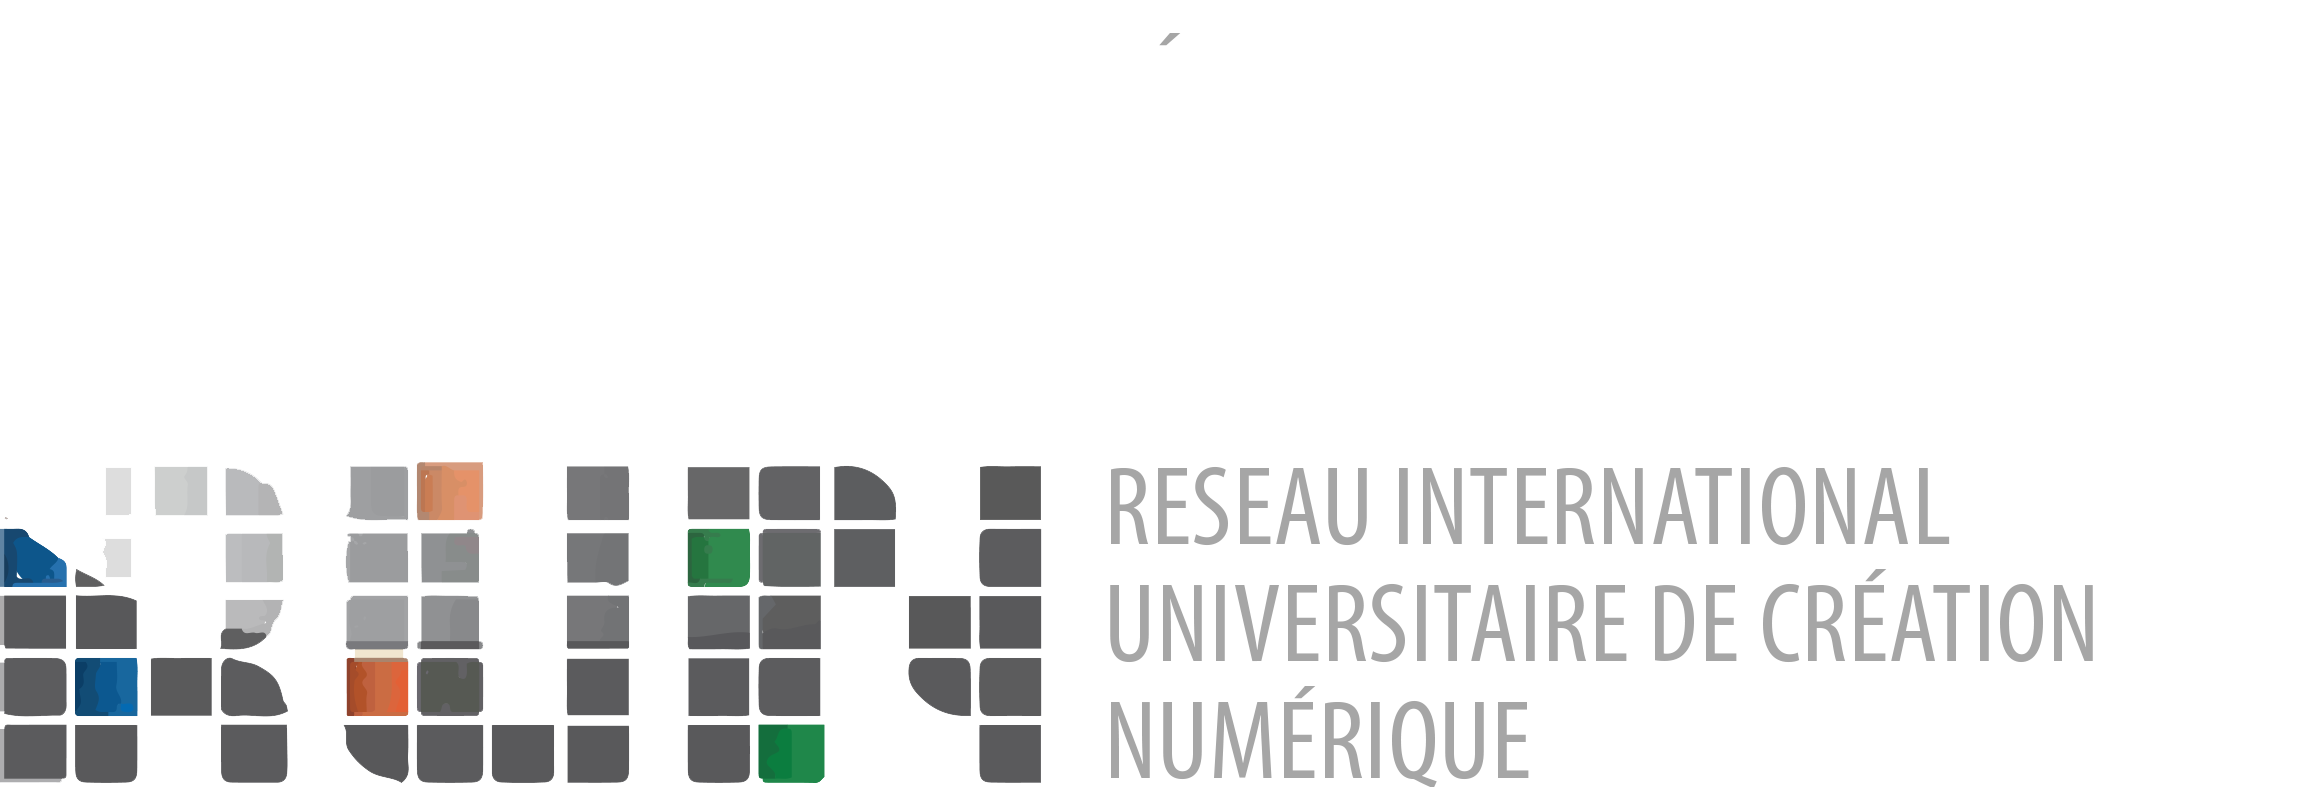 RESEAU INTERNATIONAL
UNIVERSITAIRE DE CRÉATION
NUMÉRIQUE